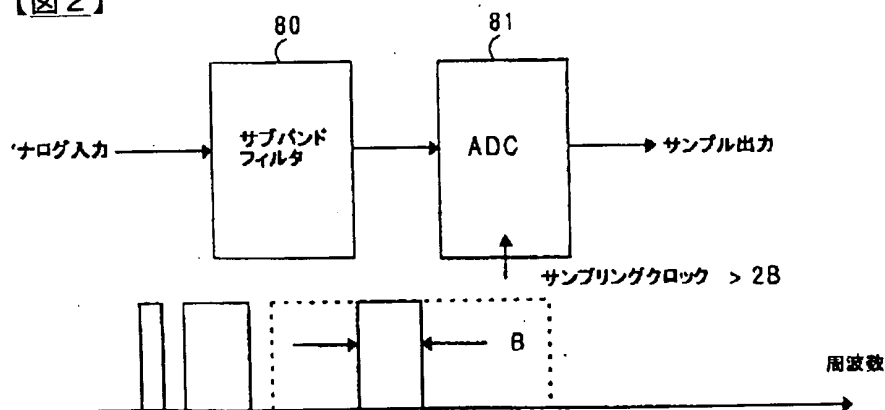 【図2】
80
81
ナログ入力
サブバンド
フィルタ
ADC
サンプル出力
サンプリングクロック > 2B
B
周波数